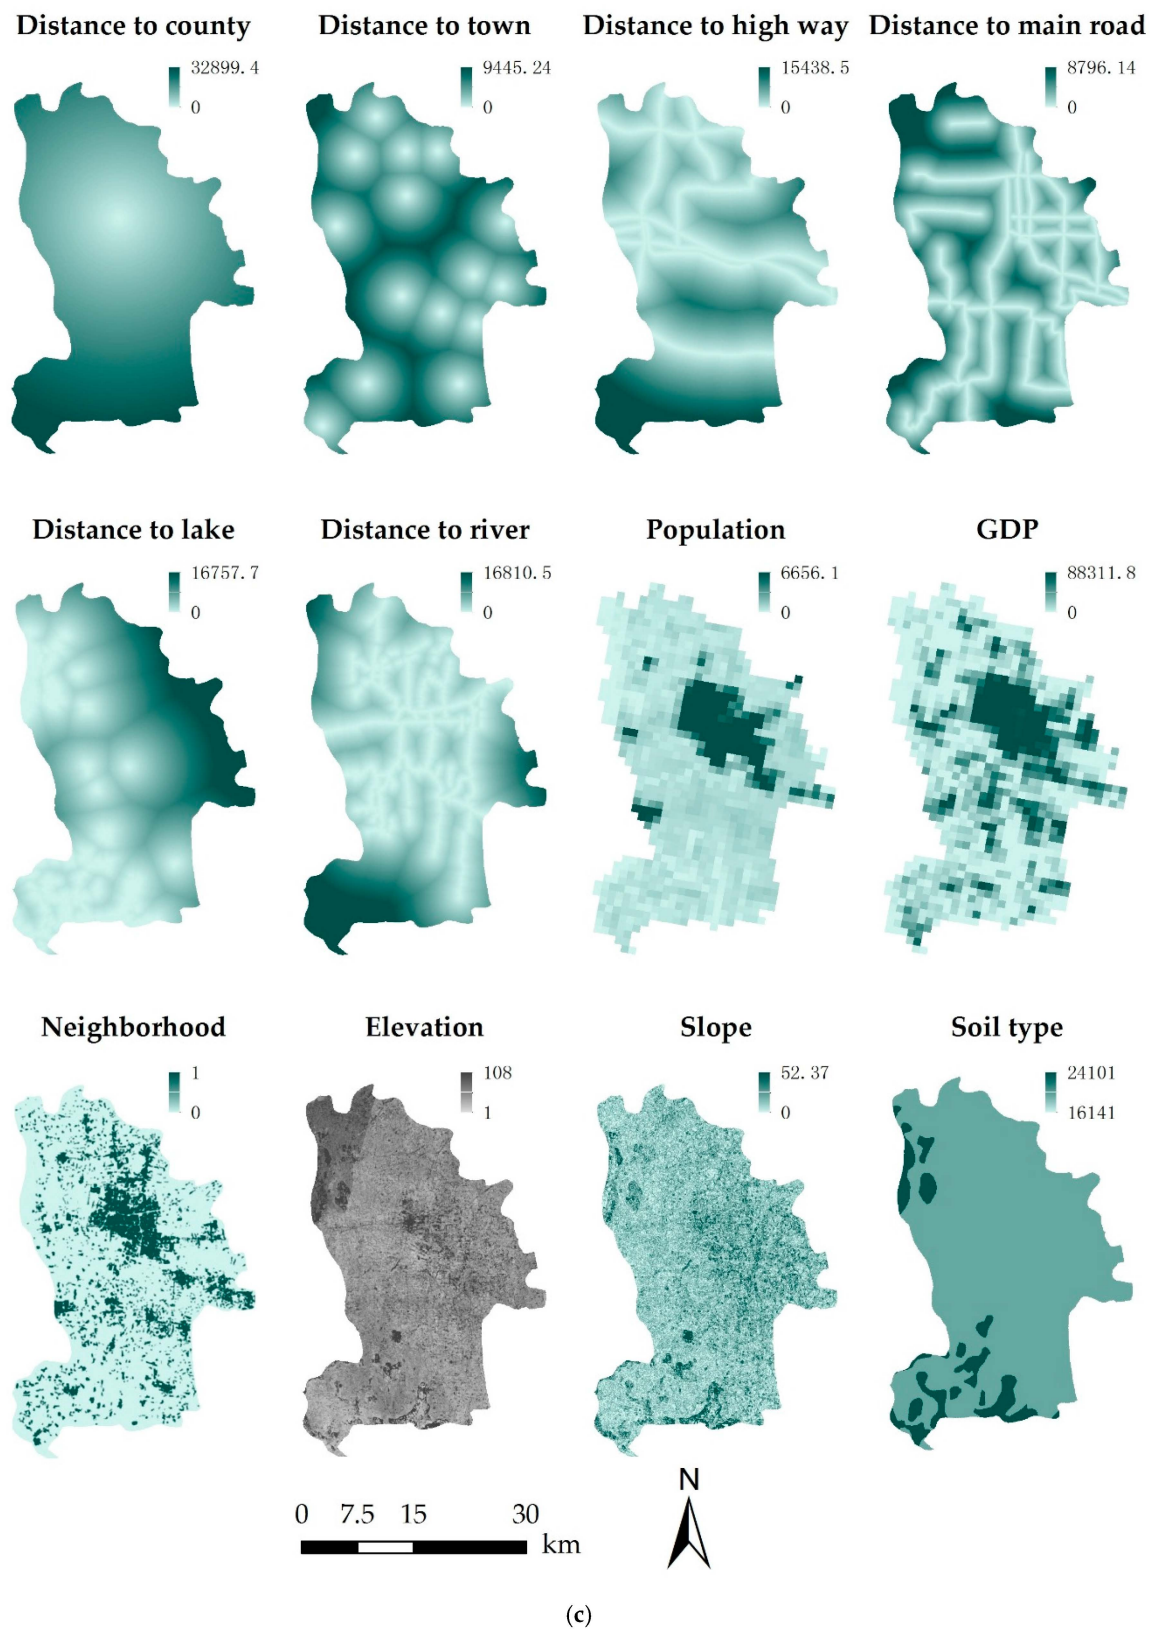 Distance to county
Distance to town
Distance to high way
Distance to main road
32899.4
0
9445.24
0
15438.5
0
8796.14
0
Distance to lake
Distance to river
Population
GDP
16757.7
0
16810.5
0
6656.1
0
88311.8
0
Neighborhood
Elevation
Slope
Soil type
1
0
108
1
52.37
0
24101
16141
N
0 7.5 15 30
km
(c)